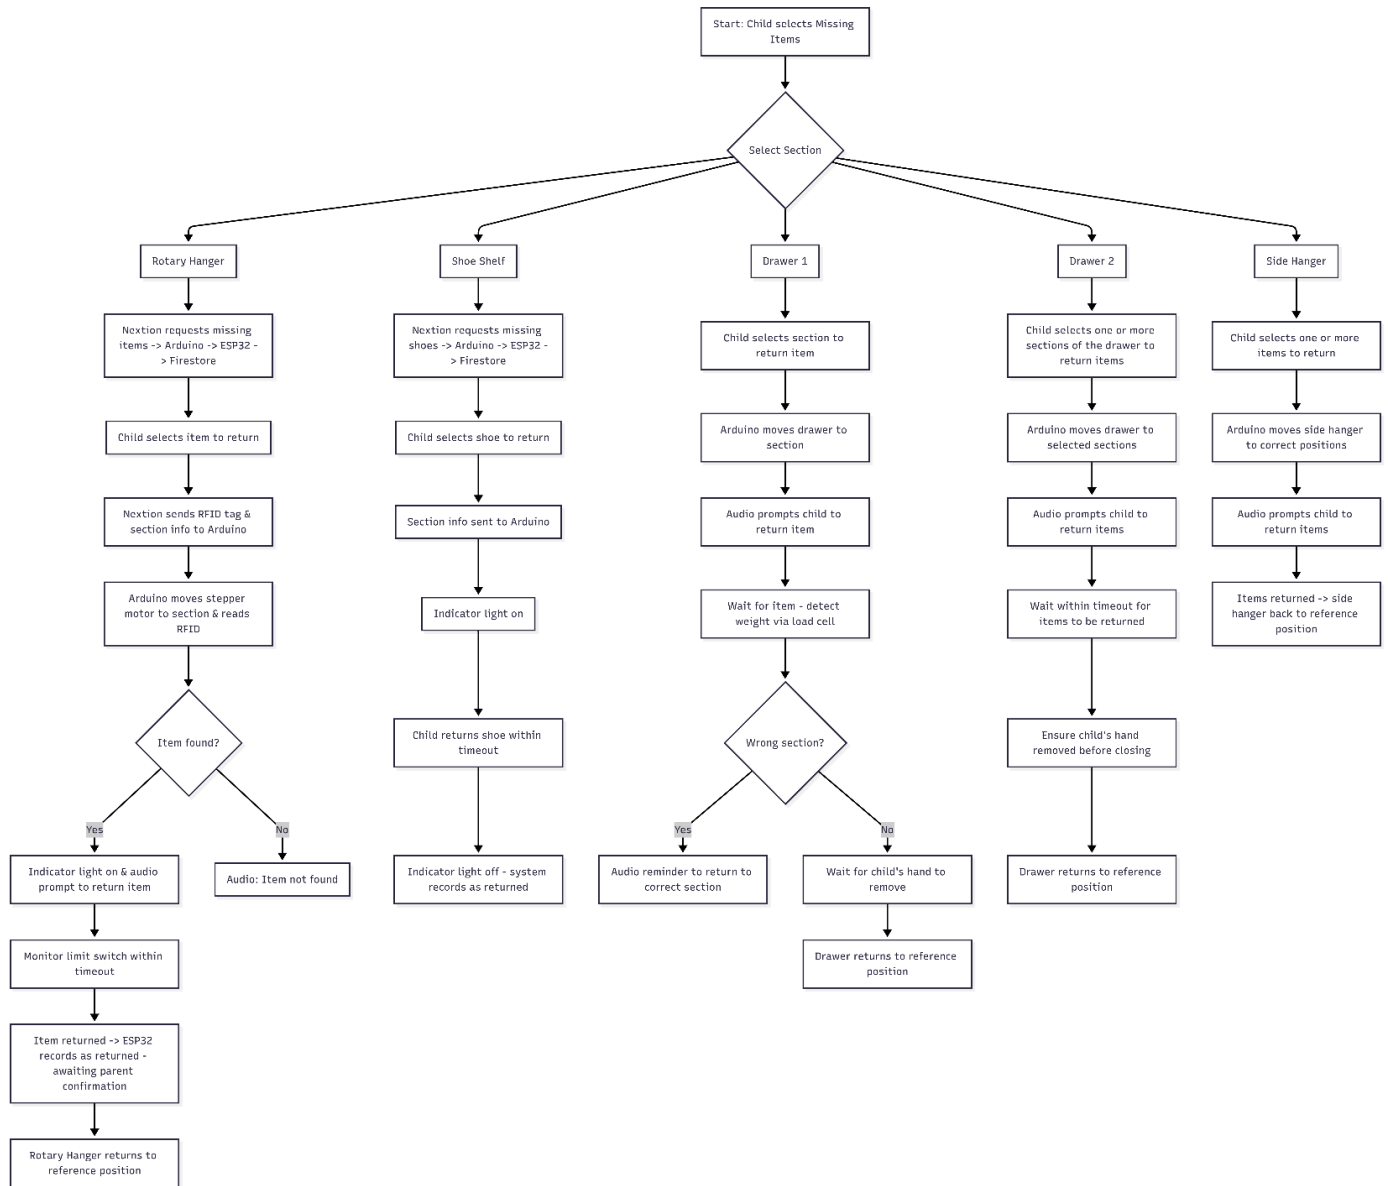 Start: Child selects Missing
Items
Select Section
Rotary Hanger
Shoe Shelf
Drawer 1
Drawer 2
Side Hanger
Nextion requests missing
items -> Arduino -> ESP32 -
> Firestore
Nextion requests missing
shoes -> Arduino -> ESP32 -
> Firestore
Child selects section to
return item
Child selects one or more
sections of the drawer to
return items
Child selects one or more
items to return
Child selects item to return
Child selects shoe to return
Arduino moves drawer to
section
Arduino moves drawer to
selected sections
Arduino moves side hanger
to correct positions
Nextion sends RFID tag &
section info to Arduino
Section info sent to Arduino
Audio prompts child to
return item
Audio prompts child to
return items
Audio prompts child to
return items
Arduino moves stepper
motor to section & reads
RFID
Indicator light on
Wait for item - detect
weight via load cell
Wait within timeout for
items to be returned
Items returned -> side
hanger back to reference
position
Item found?
Child returns shoe within
timeout
Wrong section?
Ensure child's hand
removed before closing
Yes
No
Yes
No
Indicator light on & audio
prompt to return item
Audio: Item not found
Indicator light off - system
records as returned
Audio reminder to return to
correct section
Wait for child's hand to
remove
Drawer returns to reference
position
Monitor limit switch within
timeout
Drawer returns to reference
position
Item returned -> ESP32
records as returned -
awaiting parent
confirmation
Rotary Hanger returns to
reference position